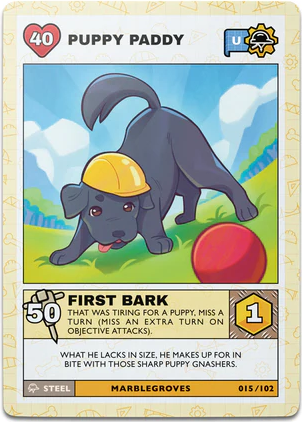 40 PUPPY PADDY U
50 FIRST BARK 1
THAT WAS TIRING FOR A PUPPY, MISS A
TURN (MISS AN EXTRA TURN ON
OBJECTIVE ATTACKS).
WHAT HE LACKS IN SIZE, HE MAKES UP FOR IN
BITE WITH THOSE SHARP PUPPY GNASHERS.
STEEL MARBLEGROVES 015/102